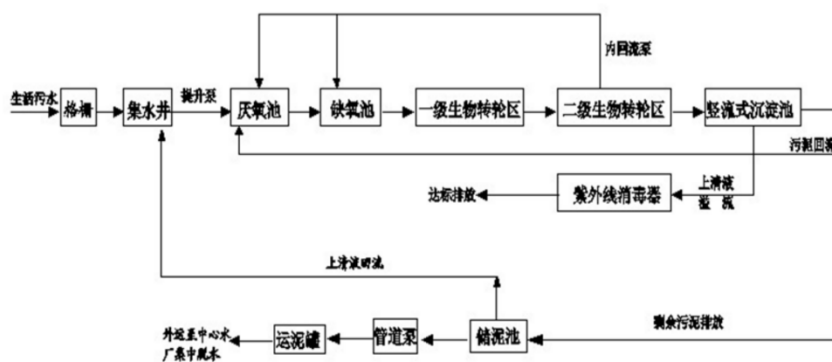 内回流泵
生活污水
格栅
集水井
提升泵
厌氧池
缺氧池
一级生物转轮区
二级生物转轮区
竖流式沉淀池
污泥回流
达标排放
紫外线消毒器
上清液
溢 流
上清液回流
外运至中心水
厂集中脱水
运泥罐
管道泵
储泥池
剩余污泥排放